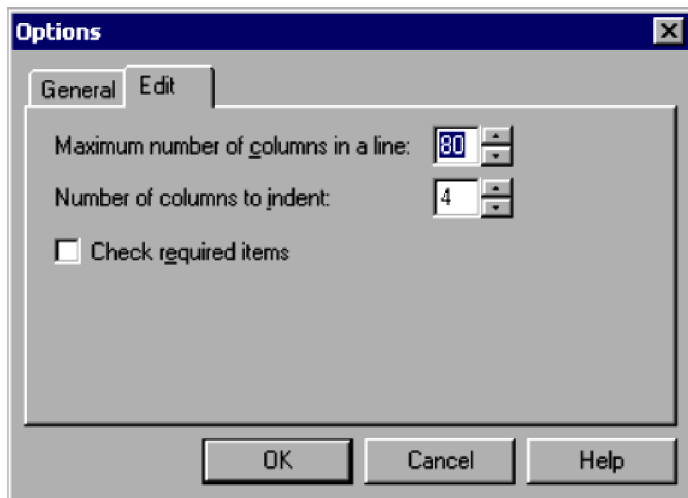 Options
General Edit
Maximum number of columns in a line: 80
Number of columns to indent: 4
Check required items
OK Cancel Help